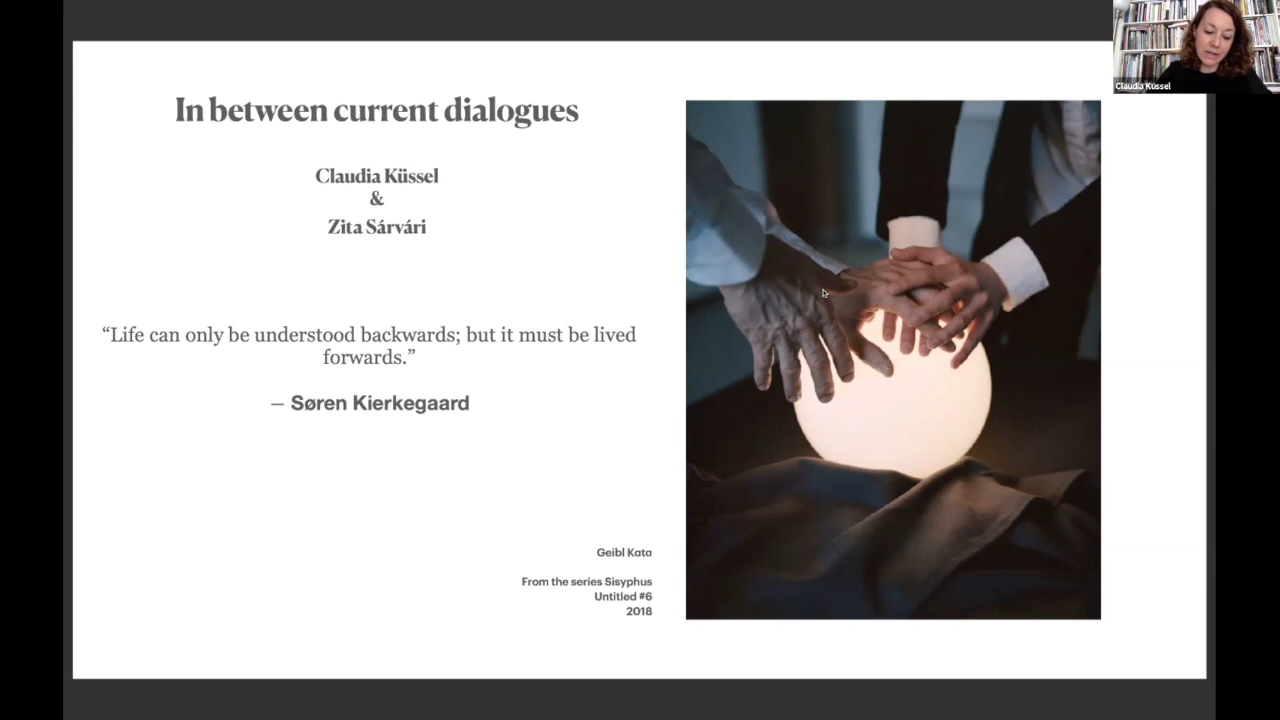 In between current dialogues
Claudia Küssel
&
Zita Sárvári
“Life can only be understood backwards; but it must be lived
forwards.”
— Søren Kierkegaard
Geibl Kata
From the series Sisyphus
Untitled #6
2018
Claudia Küssel